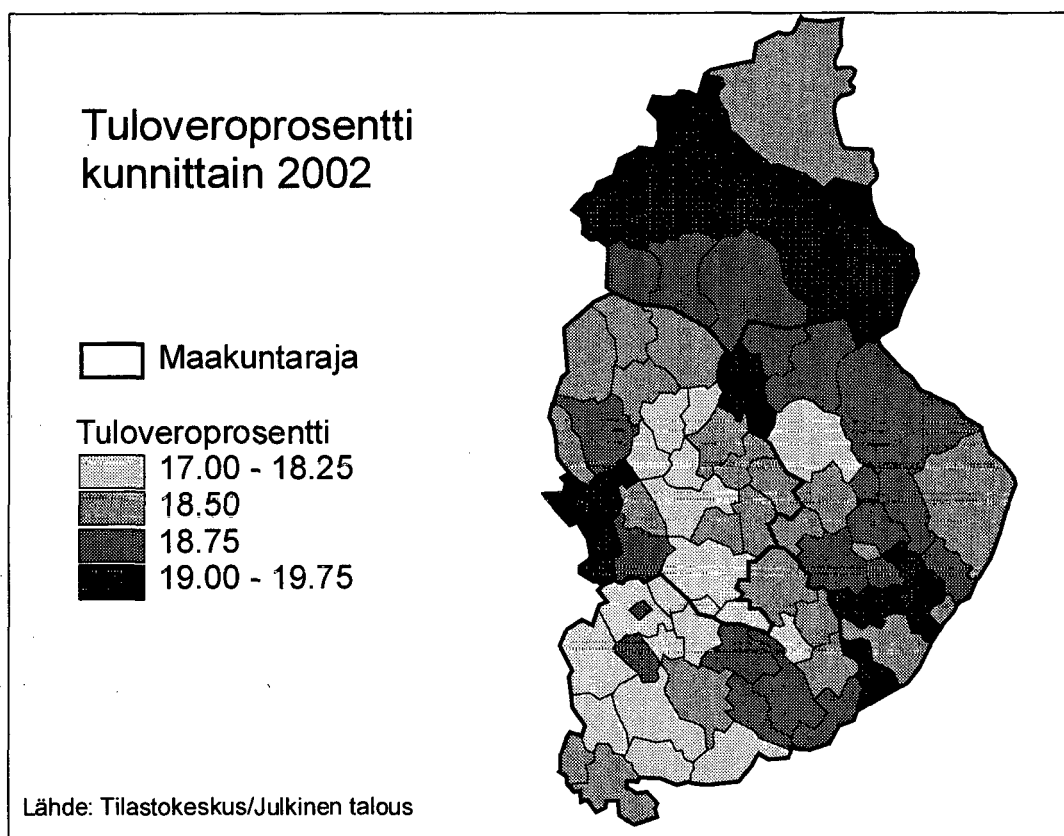 Tuloveroprosentti
kunnittain 2002
Maakuntaraja
Tuloveroprosentti
17.00 - 18.25
18.50
18.75
19.00 - 19.75
Lähde: Tilastokeskus/Julkinen talous